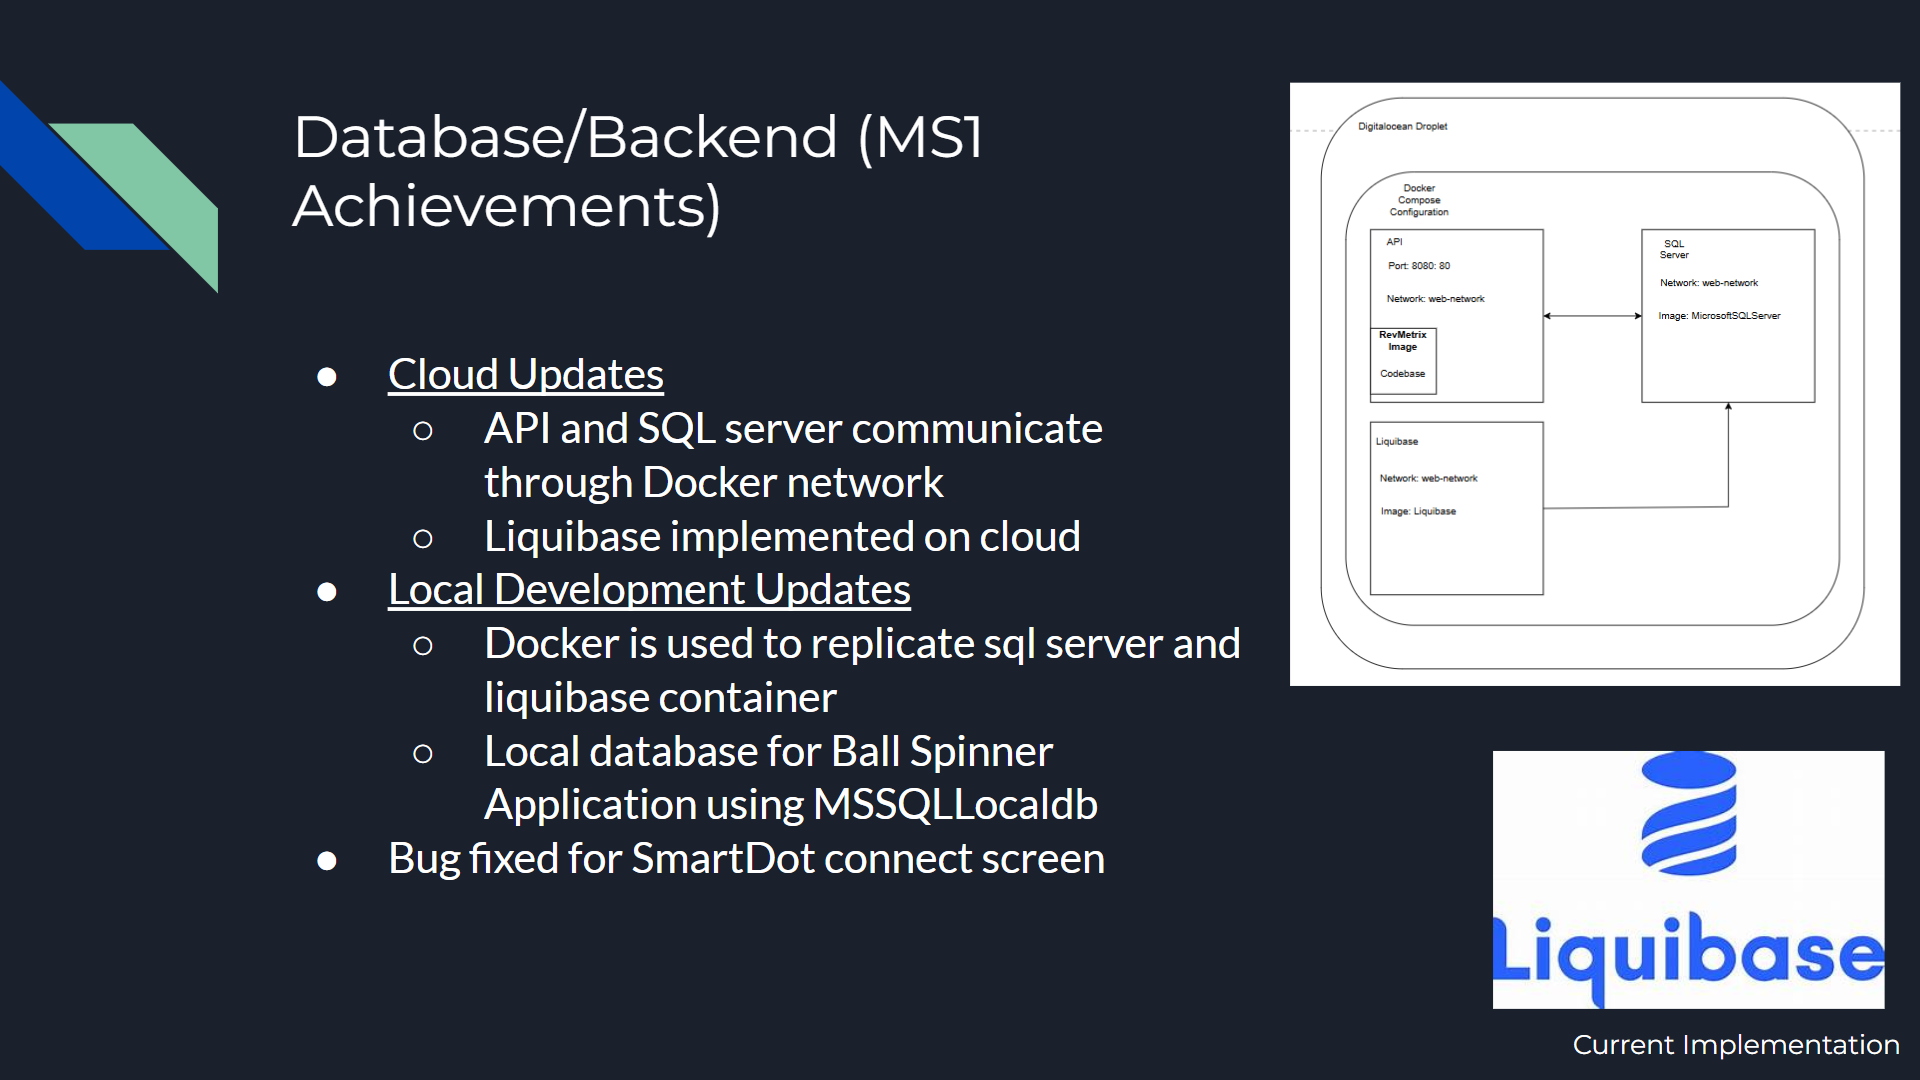 Database/Backend (MS1
Achievements)
● Cloud Updates
○ API and SQL server communicate
through Docker network
○ Liquibase implemented on cloud
● Local Development Updates
○ Docker is used to replicate sql server and
liquibase container
○ Local database for Ball Spinner
Application using MSSQLLocaldb
● Bug fixed for SmartDot connect screen
Digitalocean Droplet
Docker
Compose
Configuration
API
Port: 8080: 80
Network: web-network
RevMetrix
Image
Codebase
SQL
Server
Network: web-network
Image: MicrosoftSQLServer
Liquibase
Network: web-network
Image: Liquibase
Liquibase
Current Implementation